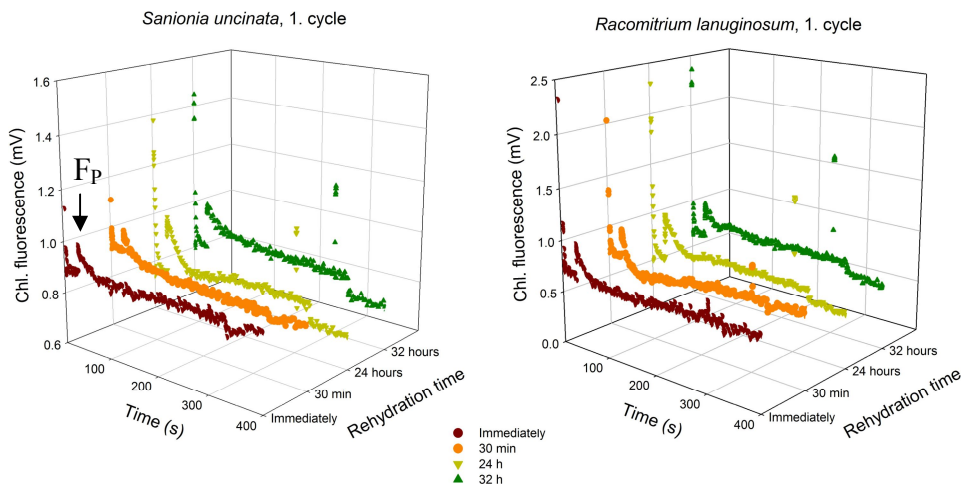 Sanionia uncinata, 1. cycle
Chl. fluorescence (mV)
1.6
1.4
1.2
1.0
0.8
0.6
FP
100
200
300
400
Time (s)
Immediately
30 min
24 hours
32 hours
Rehydration time
Racomitrium lanuginosum, 1. cycle
Chl. fluorescence (mV)
2.5
2.0
1.5
1.0
0.5
0.0
100
200
300
400
Time (s)
Immediately
30 min
24 hours
32 hours
Rehydration time
Immediately
30 min
24 h
32 h